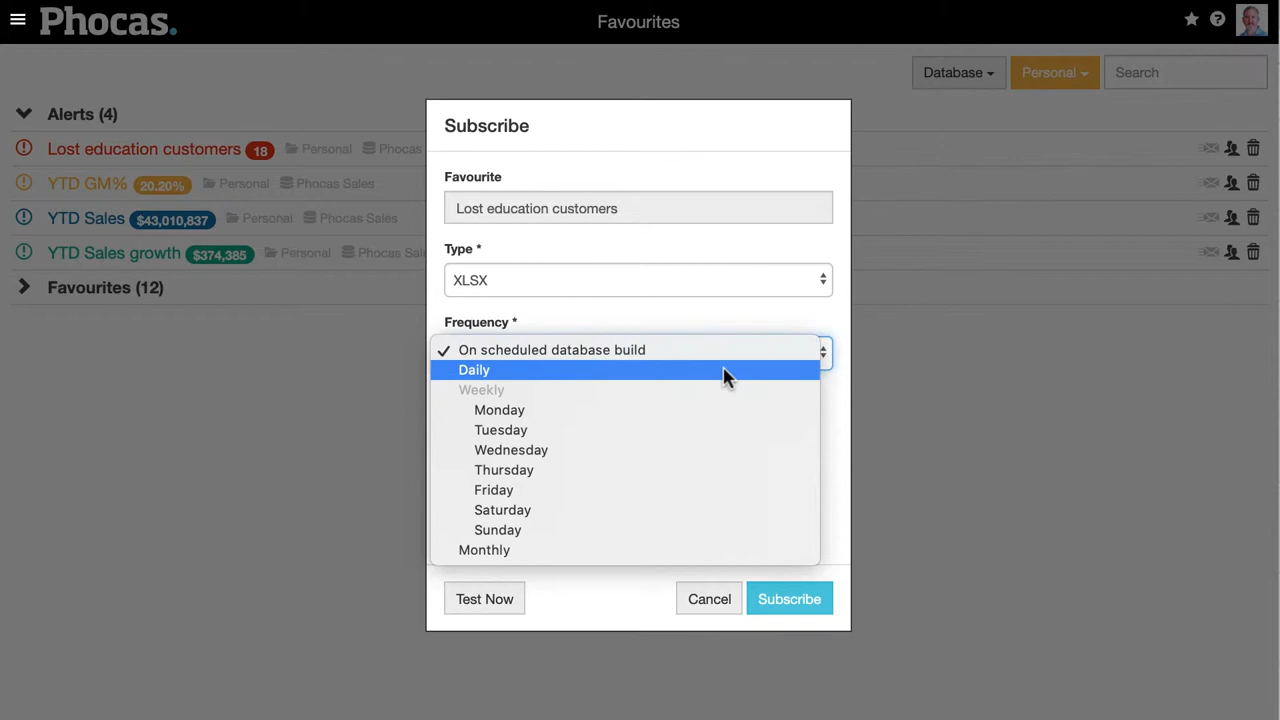 Phocas.
Favourites
Database
Personal
Search
Alerts (4)
Lost education customers 18 Personal Phocas
YTD GM% 20.20% Personal Phocas Sales
YTD Sales $43,010,837 Personal Phocas Sales
YTD Sales growth $374,385 Personal Phocas Sale
Favourites (12)
Subscribe
Favourite
Lost education customers
Type *
XLSX
Frequency *
On scheduled database build
Daily
Weekly
Monday
Tuesday
Wednesday
Thursday
Friday
Saturday
Sunday
Monthly
Test Now
Cancel
Subscribe